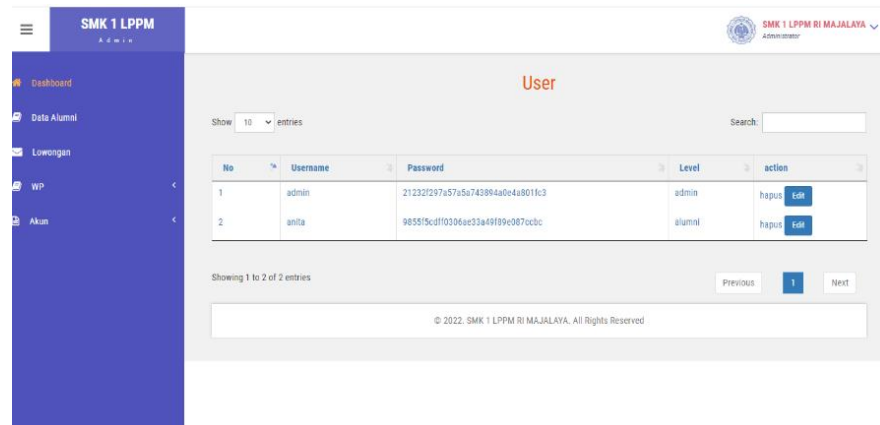 SMK 1 LPPM
Admin
SMK 1 LPPM RI MAJALAYA
Administrator
Dashboard
Data Alumni
Lowongan
WP
Akun
User
Show 10 entries
Search:
No Username Password Level action
1 admin 21232f297a57a5a743894a0e4a801fc3 admin hapus Edit
2 anita alumni hapus Edit
Showing 1 to 2 of 2 entries
Previous 1 Next
© 2022. SMK 1 LPPM RI MAJALAYA. All Rights Reserved